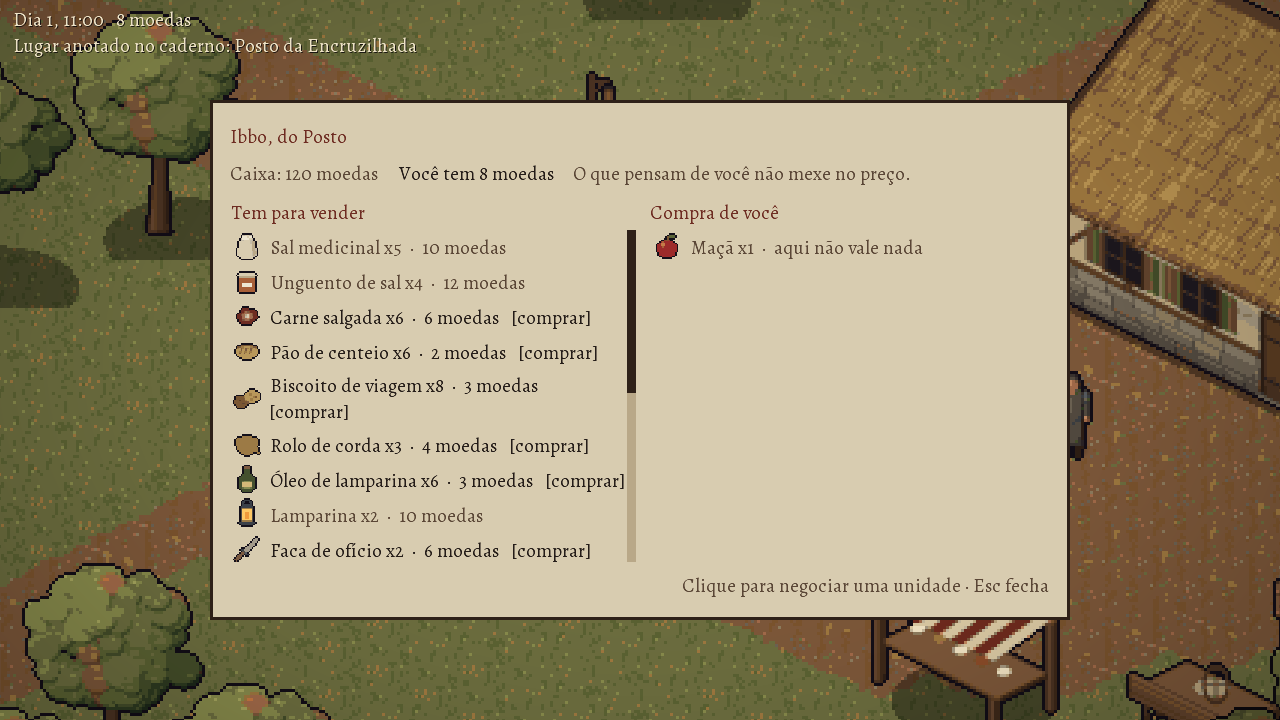 Dia 1, 11:00 · 8 moedas
Lugar anotado no caderno: Posto da Encruzilhada
Ibbo, do Posto
Caixa: 120 moedas Você tem 8 moedas O que pensam de você não mexe no preço.
Tem para vender
Sal medicinal x5 · 10 moedas
Unguento de sal x4 · 12 moedas
Carne salgada x6 · 6 moedas [comprar]
Pão de centeio x6 · 2 moedas [comprar]
Biscoito de viagem x8 · 3 moedas
[comprar]
Rolo de corda x3 · 4 moedas [comprar]
Óleo de lamparina x6 · 3 moedas [comprar]
Lamparina x2 · 10 moedas
Faca de ofício x2 · 6 moedas [comprar]
Compra de você
Maçã x1 · aqui não vale nada
Clique para negociar uma unidade · Esc fecha